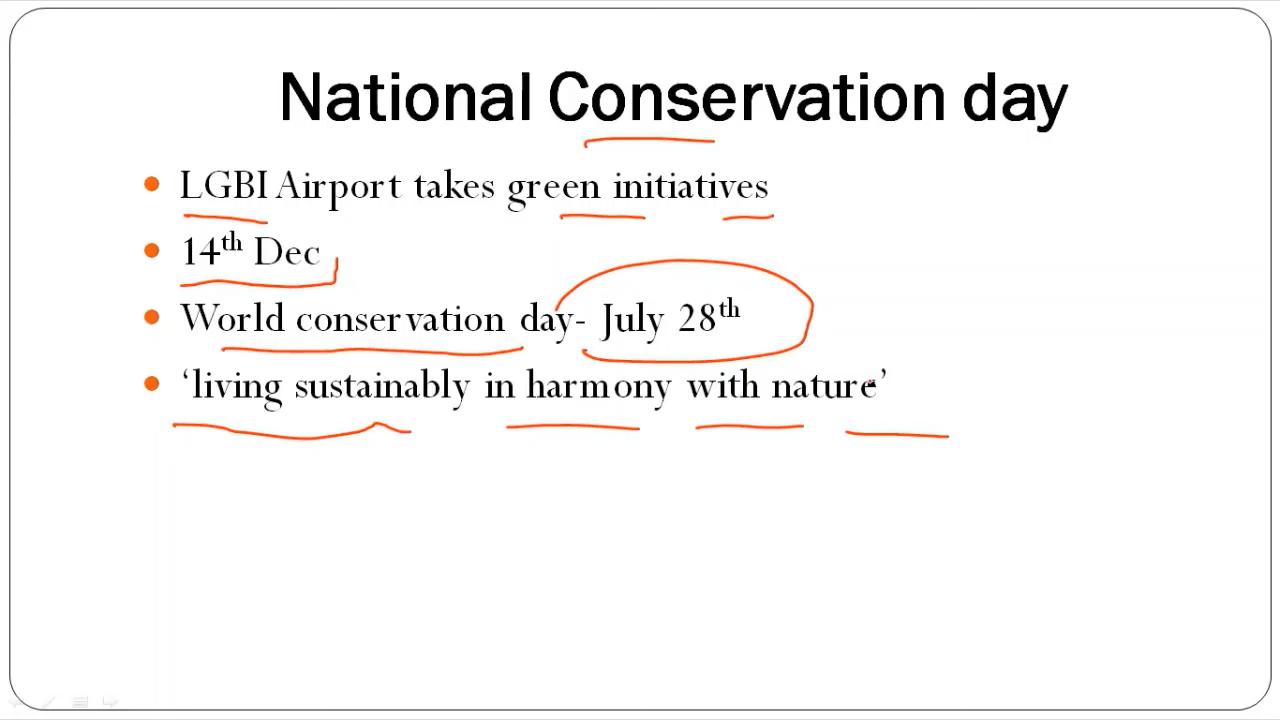 National Conservation day
LGBI Airport takes green initiatives
14th Dec
World conservation day- July 28th
‘living sustainably in harmony with nature’